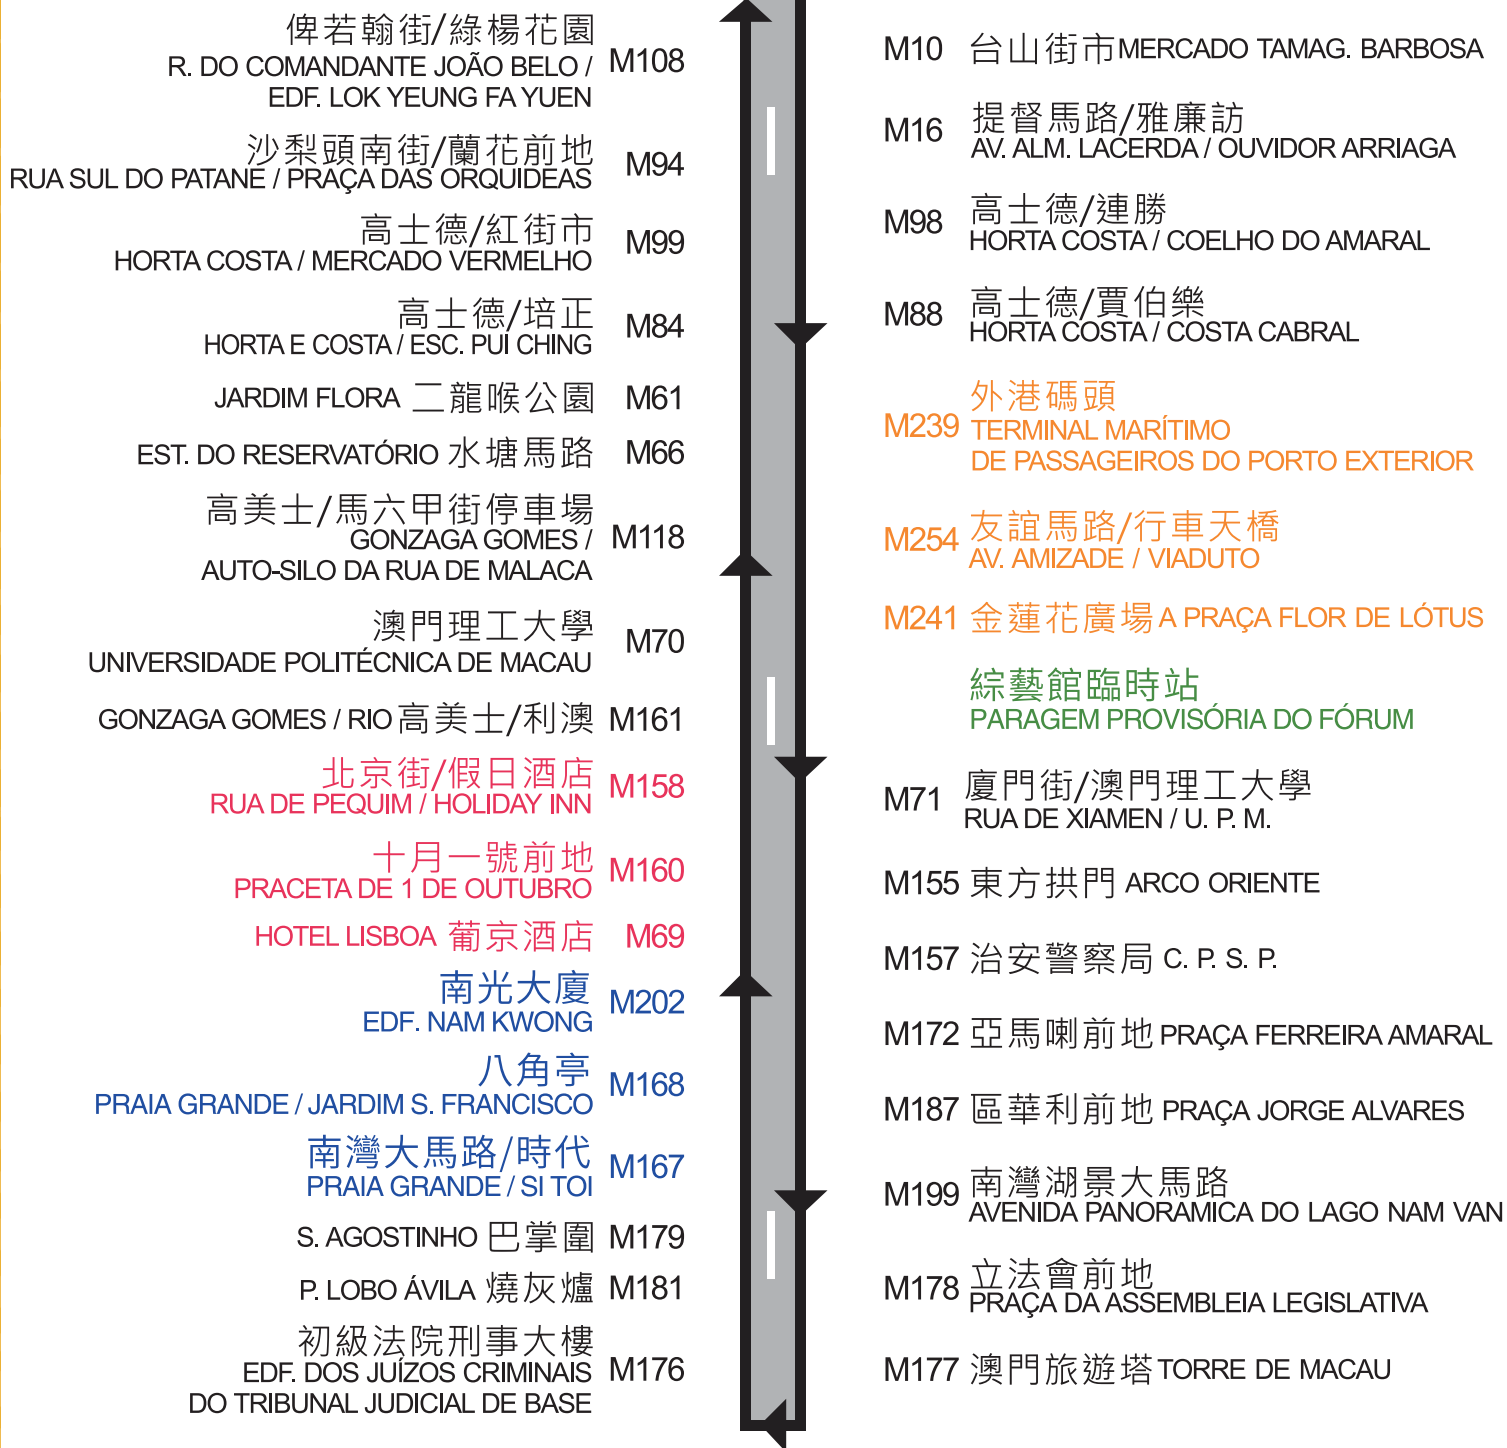 俾若翰街/綠楊花園
R. DO COMANDANTE JOÃO BELO /
EDF. LOK YEUNG FA YUEN
M108
沙梨頭南街/蘭花前地
RUA SUL DO PATANE / PRAÇA DAS ORQUIDEAS
M94
高士德/紅街市
HORTA COSTA / MERCADO VERMELHO
M99
高士德/培正
HORTA E COSTA / ESC. PUI CHING
M84
JARDIM FLORA 二龍喉公園 M61
EST. DO RESERVATÓRIO 水塘馬路 M66
高美士/馬六甲街停車場
GONZAGA GOMES /
AUTO-SILO DA RUA DE MALACA
M118
澳門理工大學
UNIVERSIDADE POLITÉCNICA DE MACAU
M70
GONZAGA GOMES / RIO 高美士/利澳 M161
北京街/假日酒店
RUA DE PEQUIM / HOLIDAY INN
M158
十月一號前地
PRACETA DE 1 DE OUTUBRO
M160
HOTEL LISBOA 葡京酒店 M69
南光大廈
EDF. NAM KWONG
M202
八角亭
PRAIA GRANDE / JARDIM S. FRANCISCO
M168
南灣大馬路/時代
PRAIA GRANDE / SI TOI
M167
S. AGOSTINHO 巴掌圍 M179
P. LOBO ÁVILA 燒灰爐 M181
初級法院刑事大樓
EDF. DOS JUÍZOS CRIMINAIS
DO TRIBUNAL JUDICIAL DE BASE
M176
M10 台山街市 MERCADO TAMAG. BARBOSA
M16
提督馬路/雅廉訪
AV. ALM. LACERDA / OUVIDOR ARRIAGA
M98
高士德/連勝
HORTA COSTA / COELHO DO AMARAL
M88
高士德/賈伯樂
HORTA COSTA / COSTA CABRAL
M239
外港碼頭
TERMINAL MARÍTIMO
DE PASSAGEIROS DO PORTO EXTERIOR
M254
友誼馬路/行車天橋
AV. AMIZADE / VIADUTO
M241 金蓮花廣場 A PRAÇA FLOR DE LÓTUS
綜藝館臨時站
PARAGEM PROVISÓRIA DO FÓRUM
M71
廈門街/澳門理工大學
RUA DE XIAMEN / U. P. M.
M155 東方拱門 ARCO ORIENTE
M157 治安警察局 C. P. S. P.
M172 亞馬喇前地 PRAÇA FERREIRA AMARAL
M187 區華利前地 PRAÇA JORGE ALVARES
M199
南灣湖景大馬路
AVENIDA PANORAMICA DO LAGO NAM VAN
M178
立法會前地
PRAÇA DA ASSEMBLEIA LEGISLATIVA
M177 澳門旅遊塔 TORRE DE MACAU